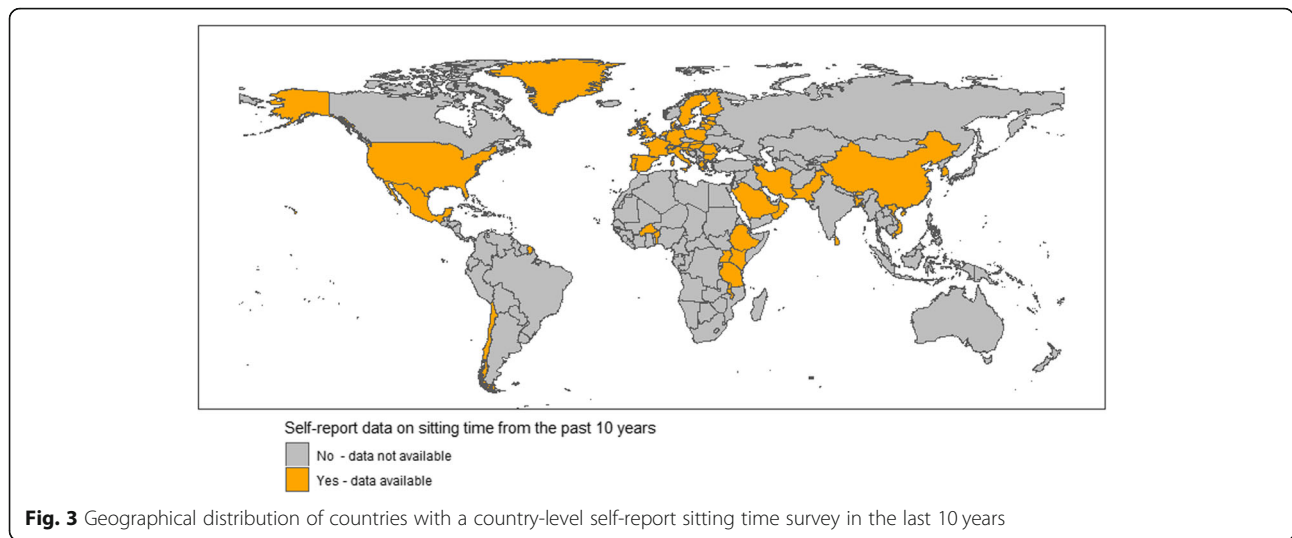 Self-report data on sitting time from the past 10 years
No - data not available
Yes - data available
Fig. 3 Geographical distribution of countries with a country-level self-report sitting time survey in the last 10 years